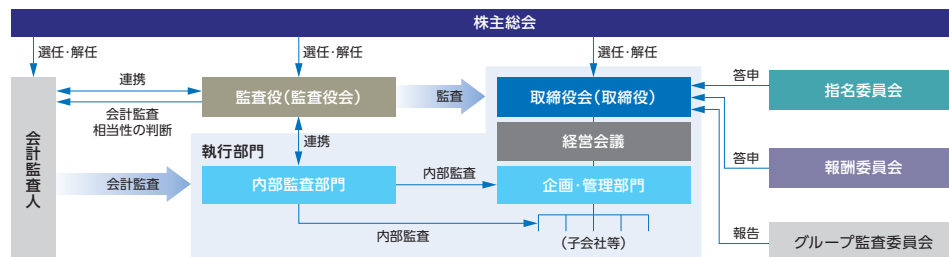 株主総会
選任・解任
選任・解任
選任・解任
連携
会計監査
相当性の判断
監査役(監査役会)
監査
取締役会(取締役)
答申
指名委員会
経営会議
執行部門
連携
会計監査人
会計監査
内部監査部門
内部監査
企画・管理部門
答申
報酬委員会
内部監査
(子会社等)
報告
グループ監査委員会